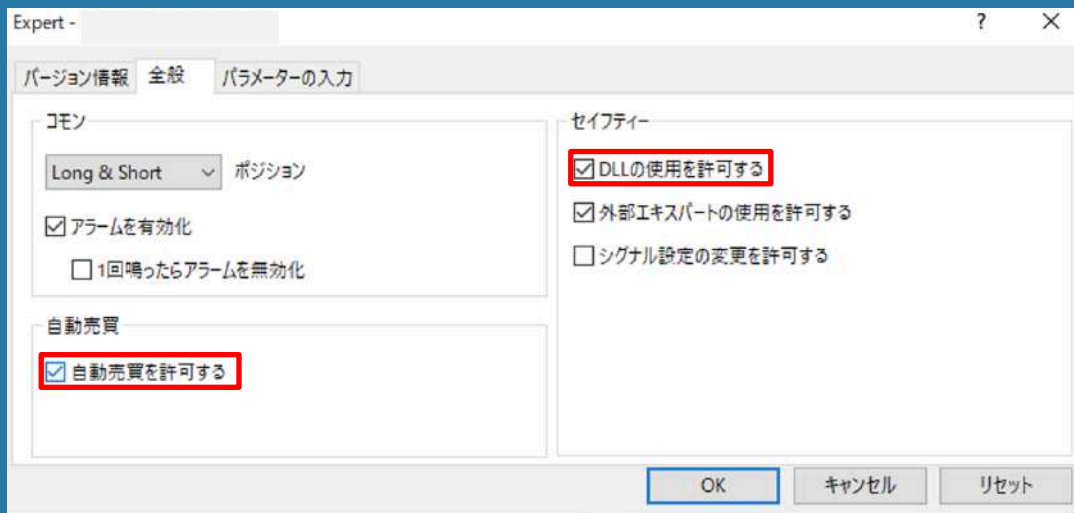 Expert -
バージョン情報 全般 パラメーターの入力
コモン
Long & Short ポジション
アラームを有効化
1回鳴ったらアラームを無効化
自動売買
自動売買を許可する
セイフティー
DLLの使用を許可する
外部エキスパートの使用を許可する
シグナル設定の変更を許可する
OK キャンセル リセット